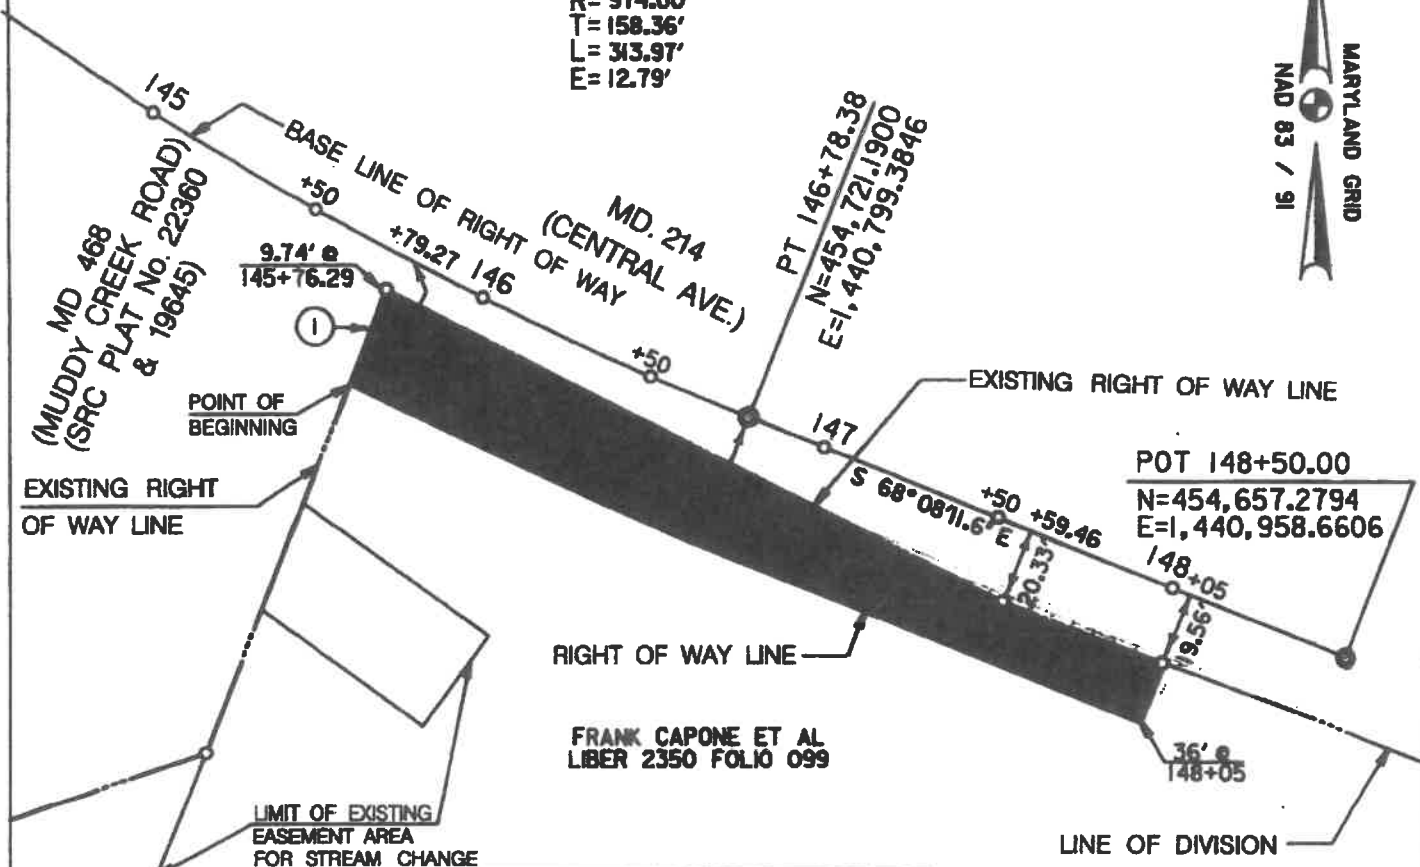 T= 158.36'
L= 313.97'
E= 12.79'
MARYLAND GRID
NAD 83 / 91
145
BASE LINE OF RIGHT OF WAY
+50
+79.27
146
MD. 214
(CENTRAL AVE.)
PT 146+78.38
N=454,721.1900
E=1,440,799.3846
MD 468
(MUDDY CREEK ROAD)
(SRC PLAT No. 22360
& 19645)
9.74' @
145+76.29
1
+50
POINT OF
BEGINNING
EXISTING RIGHT OF WAY LINE
147
S 68°08'11.6" E
+50
+59.46
POT 148+50.00
N=454,657.2794
E=1,440,958.6606
EXISTING RIGHT
OF WAY LINE
20.33'
148
+05
19.56'
RIGHT OF WAY LINE
FRANK CAPONE ET AL
LIBER 2350 FOLIO 099
36' @
148+05
LIMIT OF EXISTING
EASEMENT AREA
FOR STREAM CHANGE
LINE OF DIVISION